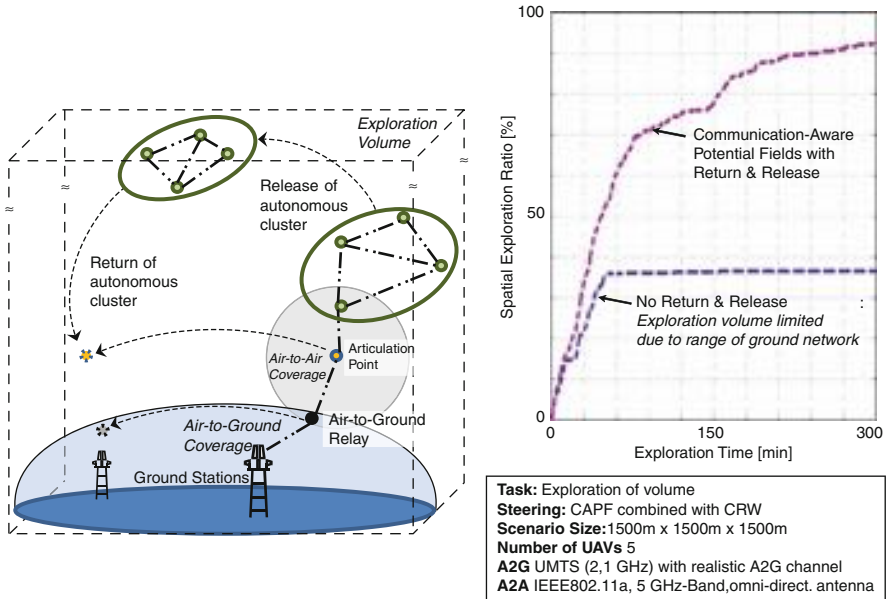 Exploration
Volume
Release of
autonomous
cluster
Return of
autonomous
cluster
Air-to-Air
Coverage
Articulation
Point
Air-to-Ground
Coverage
Air-to-Ground
Relay
Ground Stations
100
50
0
Spatial Exploration Ratio [%]
Communication-Aware
Potential Fields with
Return & Release
No Return & Release
Exploration volume limited
due to range of ground network
:
0
150
300
Exploration Time [min]
Task: Exploration of volume
Steering: CAPF combined with CRW
Scenario Size:1500m x 1500m x 1500m
Number of UAVs 5
A2G UMTS (2,1 GHz) with realistic A2G channel
A2A IEEE802.11a, 5 GHz-Band,omni-direct. antenna